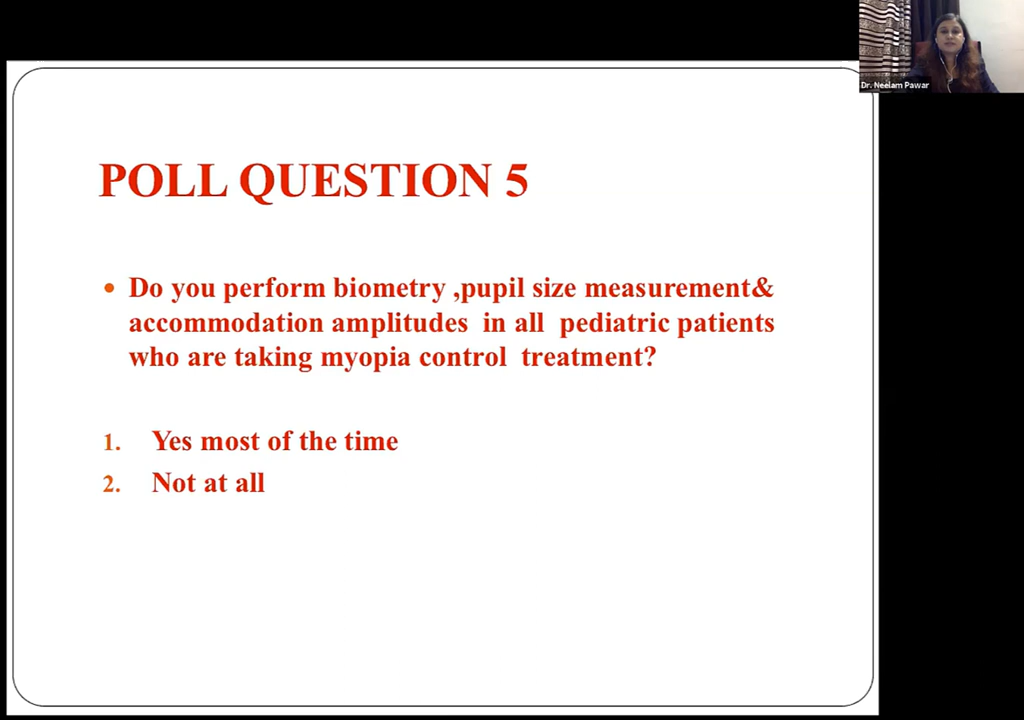 Dr. Neelam Pawar
POLL QUESTION 5
• Do you perform biometry ,pupil size measurement&
accommodation amplitudes in all pediatric patients
who are taking myopia control treatment?
1. Yes most of the time
2. Not at all